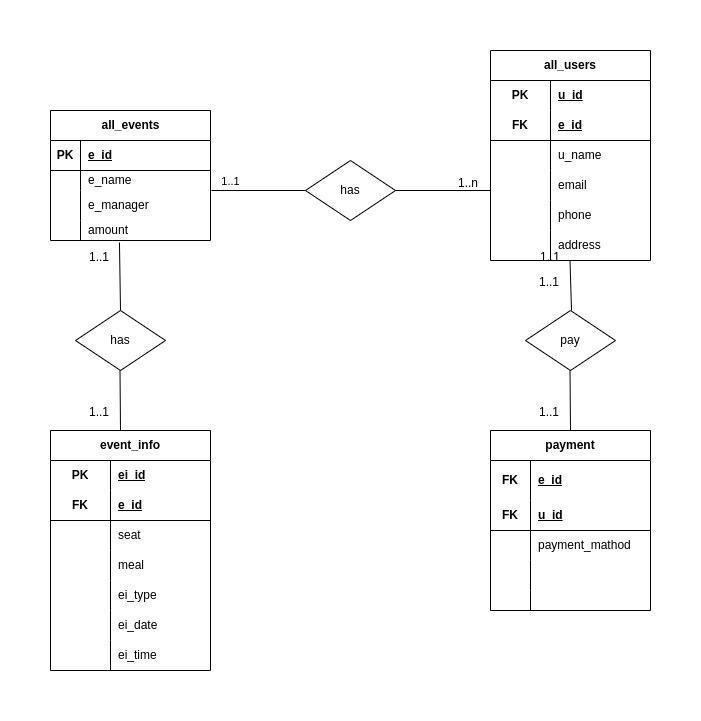 all_users
PK u_id
FK e_id
u_name
email
phone
address
all_events
PK e_id
e_name
e_manager
amount
1..1
has
1..n
1..1
has
1..1
1..1
1..1
pay
1..1
event_info
PK ei_id
FK e_id
seat
meal
ei_type
ei_date
ei_time
payment
FK e_id
FK u_id
payment_mathod